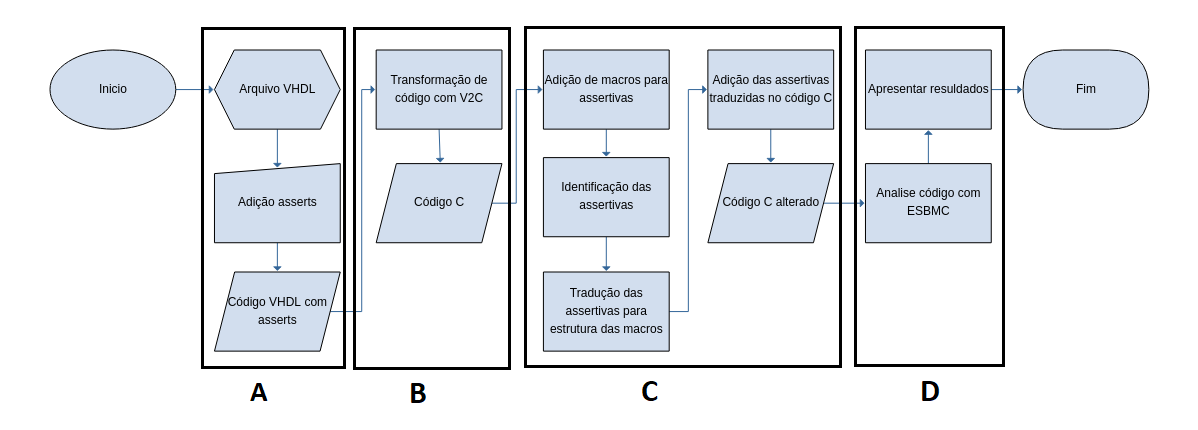 Inicio
Arquivo VHDL
Adição asserts
Código VHDL com
asserts
A
Transformação de
código com V2C
Código C
B
Adição de macros para
assertivas
Identificação das
assertivas
Tradução das
assertivas para
estrutura das macros
Adição das assertivas
traduzidas no código C
Código C alterado
C
Analise código com
ESBMC
Apresentar resuldados
D
Fim